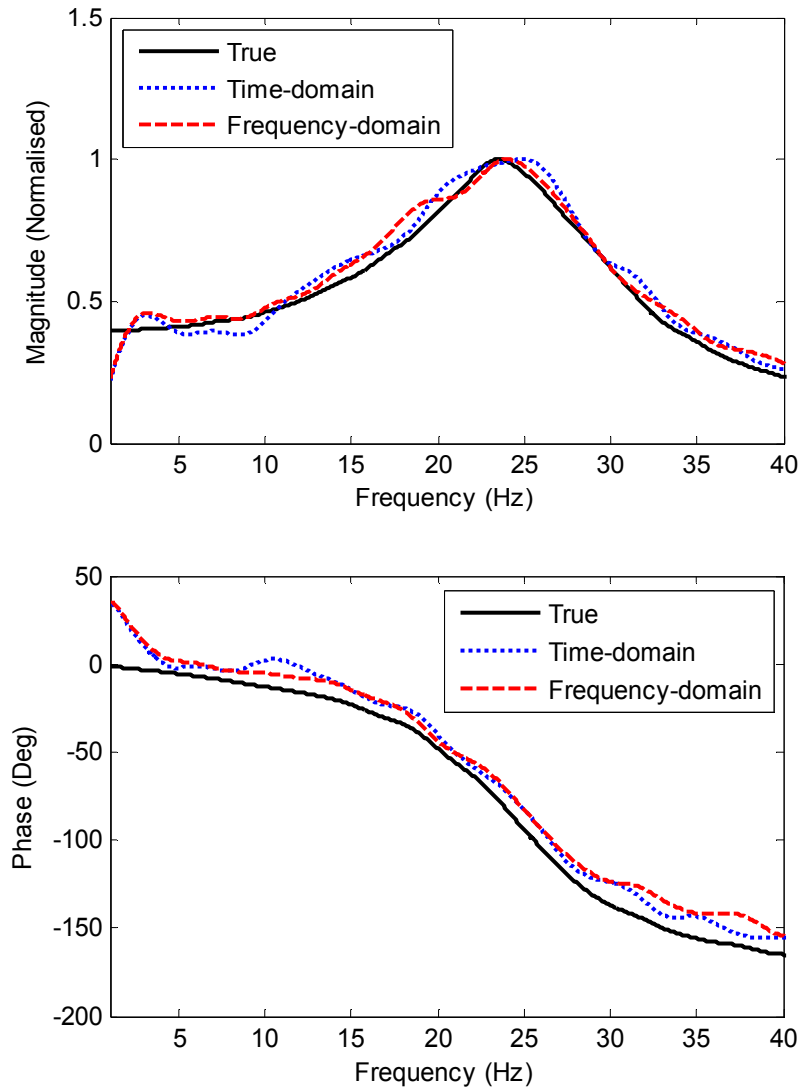 1.5
True
Time-domain
Frequency-domain
1
0.5
0
Magnitude (Normalised)
5 10 15 20 25 30 35 40
Frequency (Hz)
50
True
Time-domain
Frequency-domain
0
-50
-100
-150
-200
Phase (Deg)
5 10 15 20 25 30 35 40
Frequency (Hz)